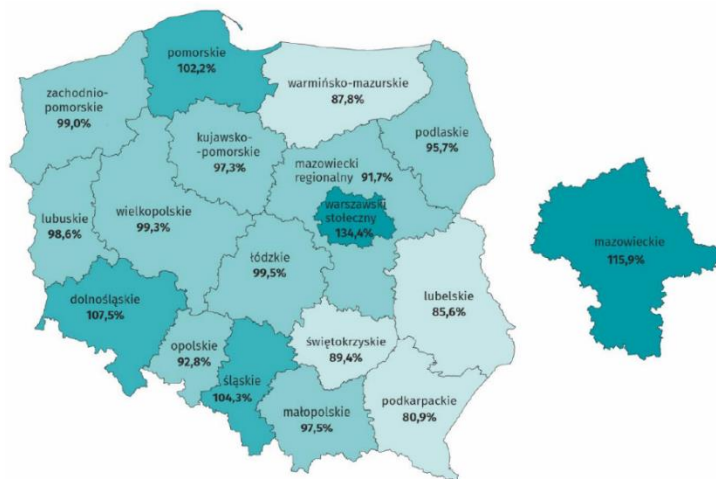 pomorskie
102,2%
warmińsko-mazurskie
87,8%
zachodnio-
pomorskie
99,0%
kujawsko-
-pomorskie
97,3%
podlaskie
95,7%
mazowiecki
regionalny 91,7%
warszawski
stołeczny
134,4%
lubuskie
98,6%
wielkopolskie
99,3%
łódzkie
99,5%
mazowieckie
115,9%
dolnośląskie
107,5%
lubelskie
85,6%
opolskie
92,8%
świętokrzyskie
89,4%
śląskie
104,3%
małopolskie
97,5%
podkarpackie
80,9%